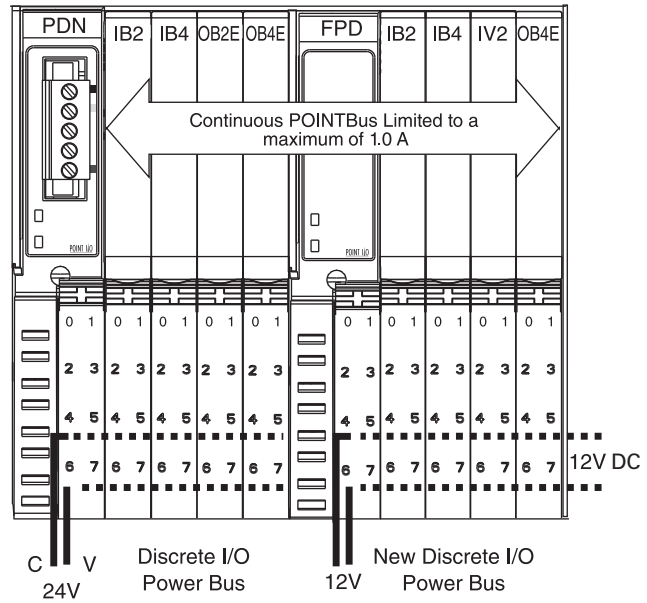 PDN IB2 IB4 OB2E OB4E FPD IB2 IB4 IV2 OB4E
Continuous POINTBus Limited to a
maximum of 1.0 A
POINT I/O POINT I/O
0 1 0 1 0 1 0 1 0 1 0 1 0 1 0 1 0 1 0 1
2 3 2 3 2 3 2 3 2 3 2 3 2 3 2 3 2 3 2 3
4 5 4 5 4 5 4 5 4 5 4 5 4 5 4 5 4 5 4 5
6 7 6 7 6 7 6 7 6 7 6 7 6 7 6 7 6 7 6 7
12V DC
C V
24V
Discrete I/O
Power Bus
12V
New Discrete I/O
Power Bus